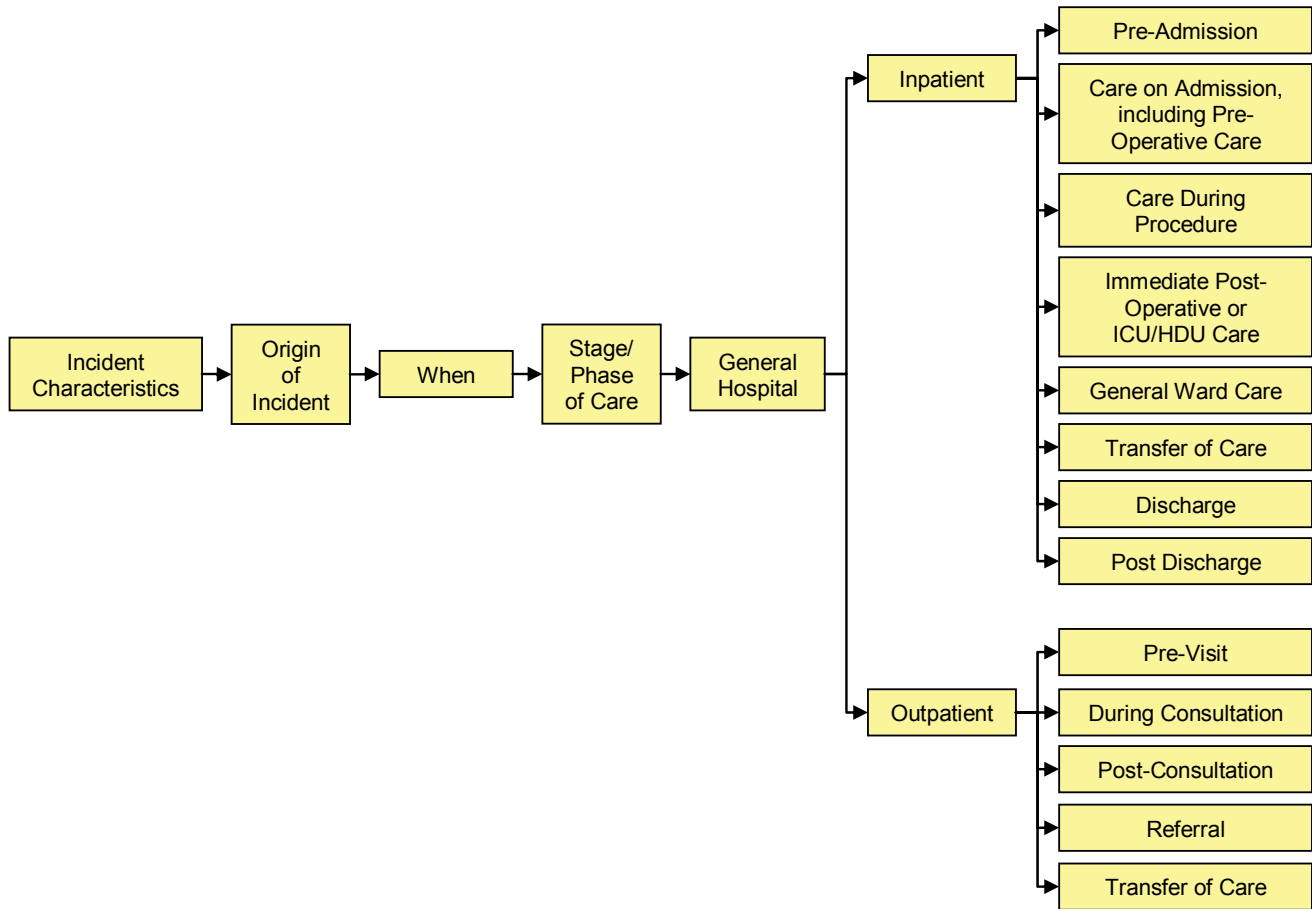 Incident
Characteristics
Origin
of
Incident
When
Stage/
Phase
of Care
General
Hospital
Inpatient
Pre-Admission
Care on Admission,
including Pre-
Operative Care
Care During
Procedure
Immediate Post-
Operative or
ICU/HDU Care
General Ward Care
Transfer of Care
Discharge
Post Discharge
Outpatient
Pre-Visit
During Consultation
Post-Consultation
Referral
Transfer of Care